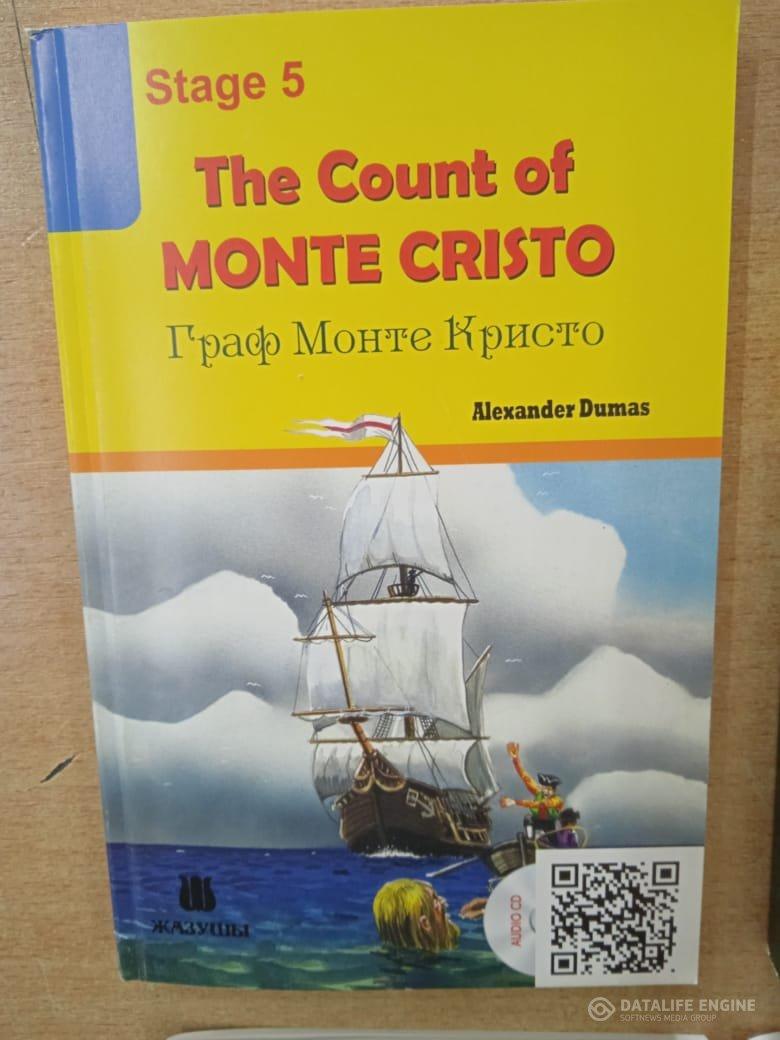 Stage 5
The Count of
MONTE CRISTO
Граф Монте Кристо
Alexander Dumas
ЖАЗУШЫ
AUDIO CD
DATALIFE ENGINE
SOFTNEWS MEDIA GROUP